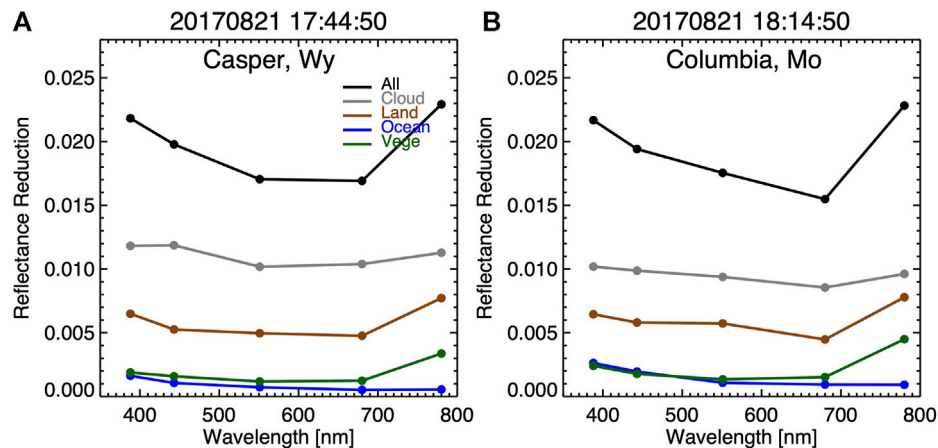 A
20170821 17:44:50
Casper, Wy
All
Cloud
Land
Ocean
Vege
0.025
0.020
0.015
0.010
0.005
0.000
Reflectance Reduction
400 500 600 700 800
Wavelength [nm]
B
20170821 18:14:50
Columbia, Mo
0.025
0.020
0.015
0.010
0.005
0.000
Reflectance Reduction
400 500 600 700 800
Wavelength [nm]